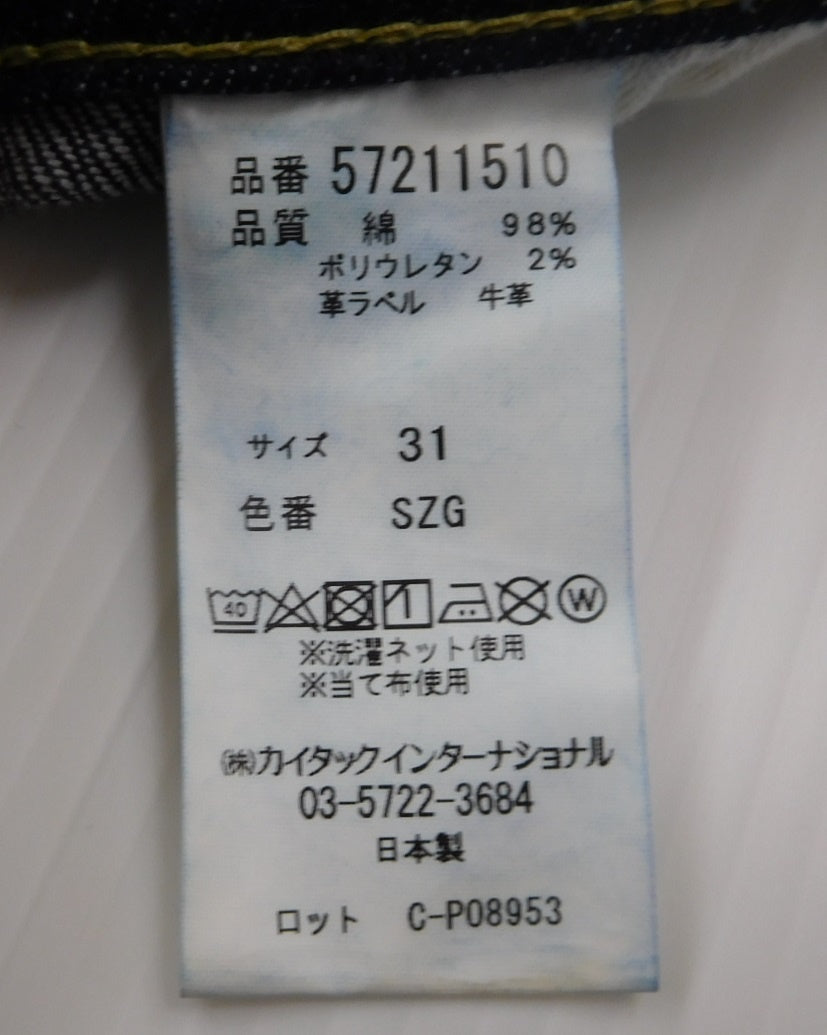 品番 57211510
品質 綿 98%
ポリウレタン 2%
革ラベル 牛革
サイズ 31
色番 SZG
40 W
※洗濯ネット使用
※当て布使用
㈱カイタックインターナショナル
03-5722-3684
日本製
ロット C-P08953